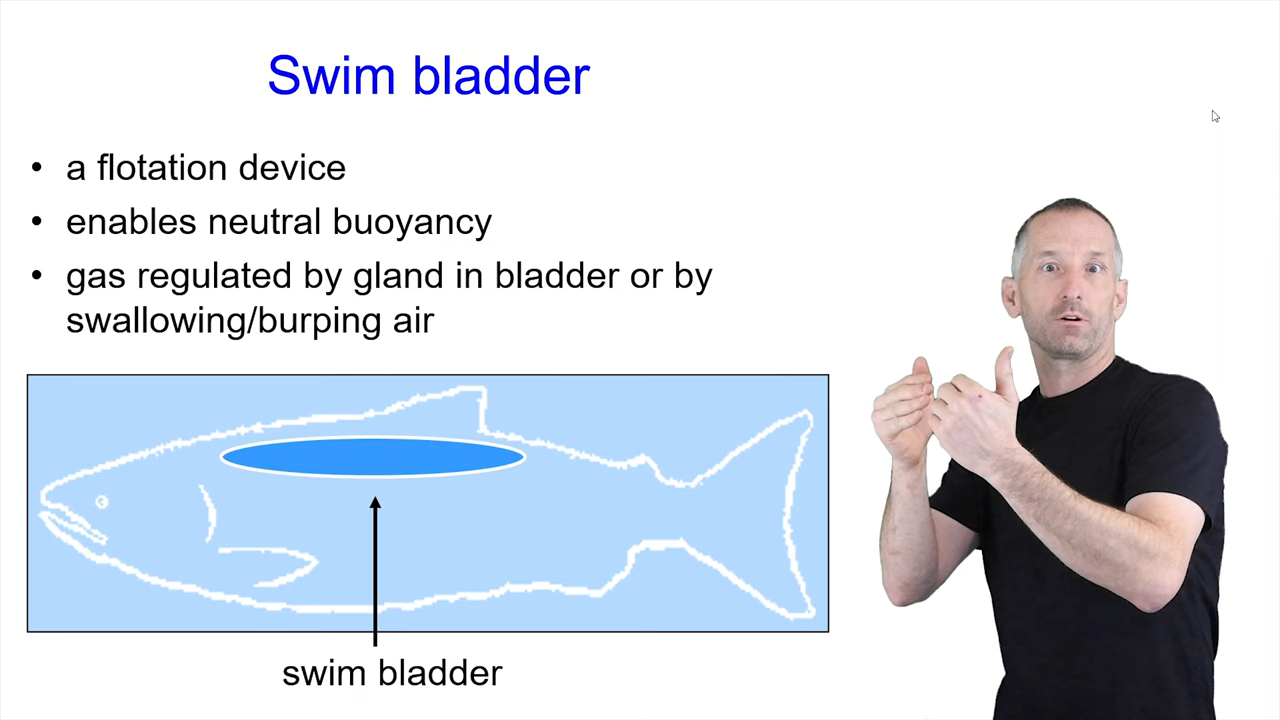 Swim bladder
• a flotation device
• enables neutral buoyancy
• gas regulated by gland in bladder or by
swallowing/burping air
swim bladder